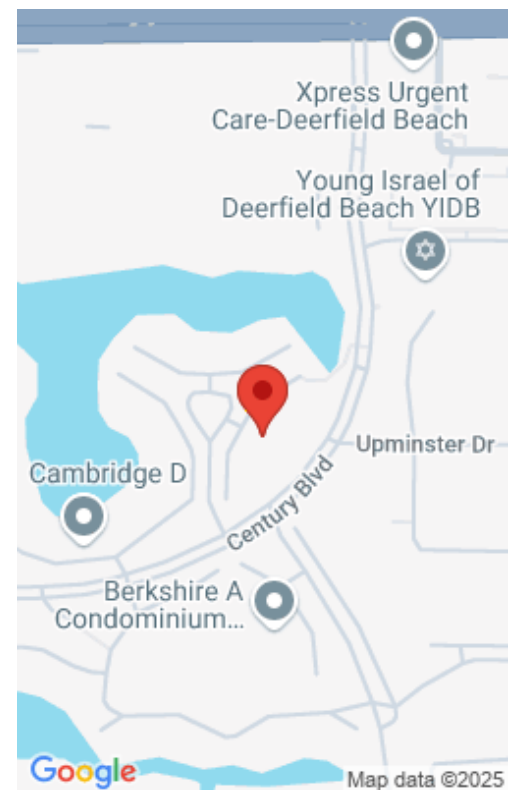 Xpress Urgent
Care-Deerfield Beach
Young Israel of
Deerfield Beach YIDB
Upminster Dr
Cambridge D
Century Blvd
Berkshire A
Condominium...
Google
Map data ©2025